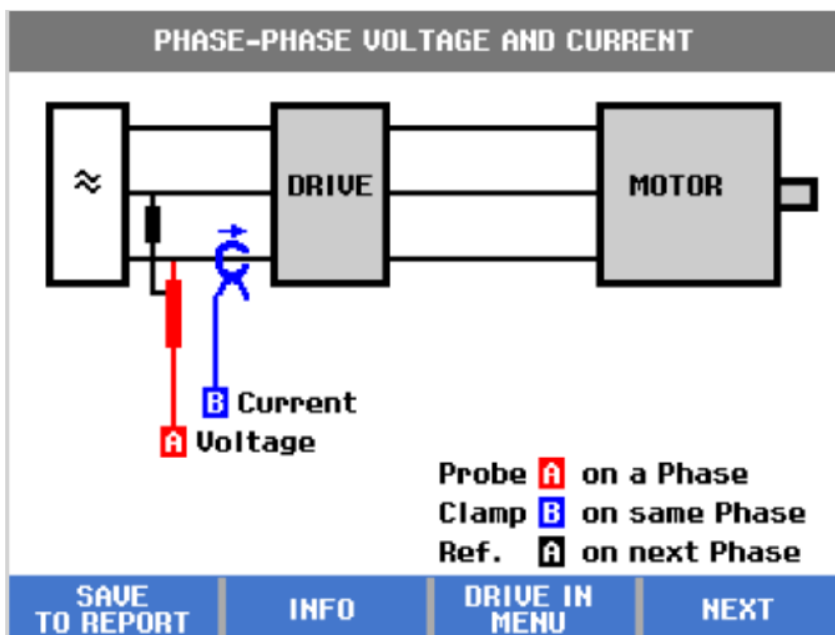 PHASE-PHASE VOLTAGE AND CURRENT
≈
DRIVE
MOTOR
B Current
A Voltage
Probe A on a Phase
Clamp B on same Phase
Ref. A on next Phase
SAVE
TO REPORT
INFO
DRIVE IN
MENU
NEXT